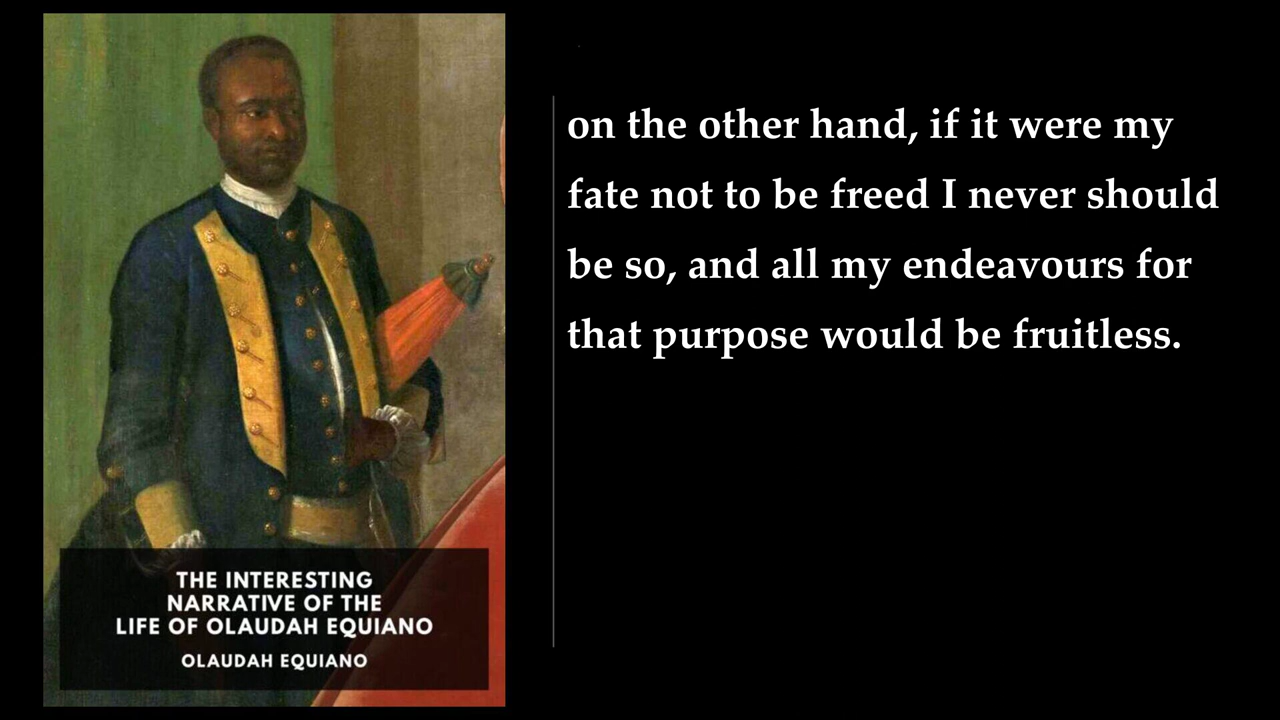 THE INTERESTING
NARRATIVE OF THE
LIFE OF OLAUDAH EQUIANO
OLAUDAH EQUIANO
on the other hand, if it were my
fate not to be freed I never should
be so, and all my endeavours for
that purpose would be fruitless.